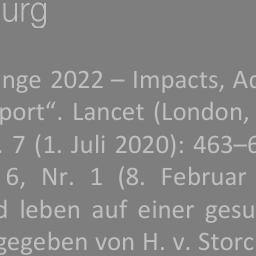 urg
nge 2022 – Impacts, Ad
port“. Lancet (London,
. 7 (1. Juli 2020): 463–6
6, Nr. 1 (8. Februar
d leben auf einer gesu
gegeben von H. v. Storc